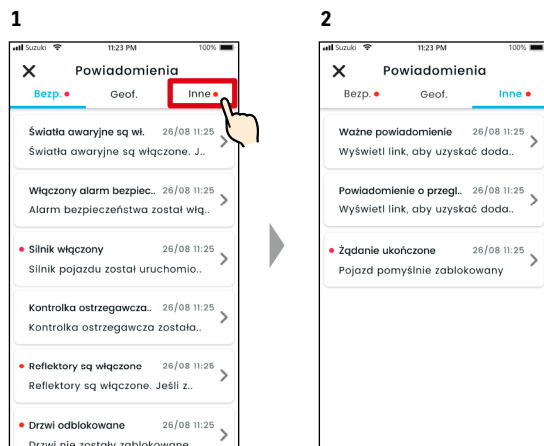 1
Suzuki 11:23 PM 100%
Powiadomienia
Bezp. Geof. Inne
Światła awaryjne są wł. 26/08 11:25
Światła awaryjne są włączone. J..
Włączony alarm bezpiec.. 26/08 11:25
Alarm bezpieczeństwa został włą..
Silnik włączony 26/08 11:25
Silnik pojazdu został uruchomio..
Kontrolka ostrzegawcza.. 26/08 11:25
Kontrolka ostrzegawcza została..
Reflektory są włączone 26/08 11:25
Reflektory są włączone. Jeśli z..
Drzwi odblokowane 26/08 11:25
Drzwi nie zostały zablokowane
2
Suzuki 11:23 PM 100%
Powiadomienia
Bezp. Geof. Inne
Ważne powiadomienie 26/08 11:25
Wyświetl link, aby uzyskać doda..
Powiadomienie o przegl.. 26/08 11:25
Wyświetl link, aby uzyskać doda..
Żądanie ukończone 26/08 11:25
Pojazd pomyślnie zablokowany